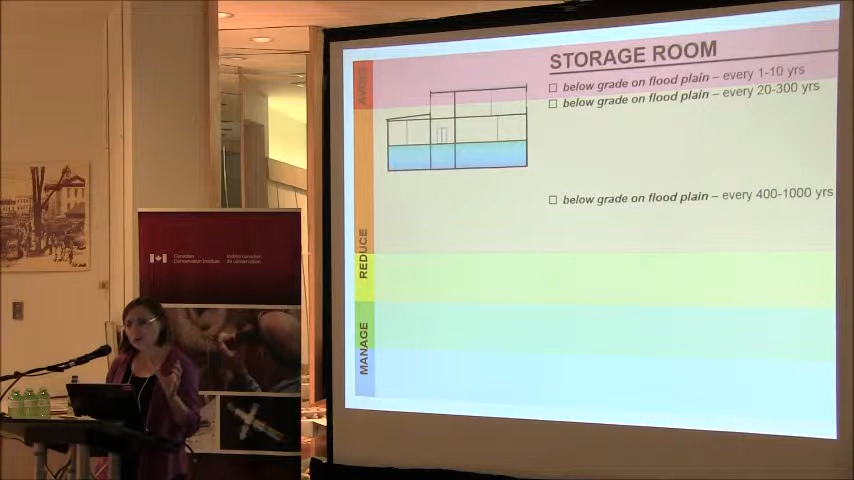 STORAGE ROOM
AVOID
☐ below grade on flood plain – every 1-10 yrs
☐ below grade on flood plain – every 20-300 yrs
☐ below grade on flood plain – every 400-1000 yrs
REDUCE
MANAGE
Canadian Conservation Institute
Institut canadien de conservation